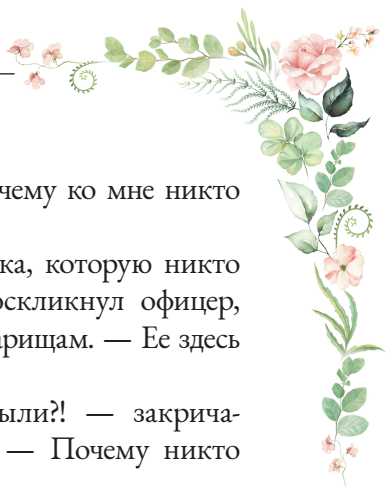 чему ко мне никто
ка, которую никто
оскликнул офицер,
арищам. — Ее здесь
ыли?! — закрича-
— Почему никто